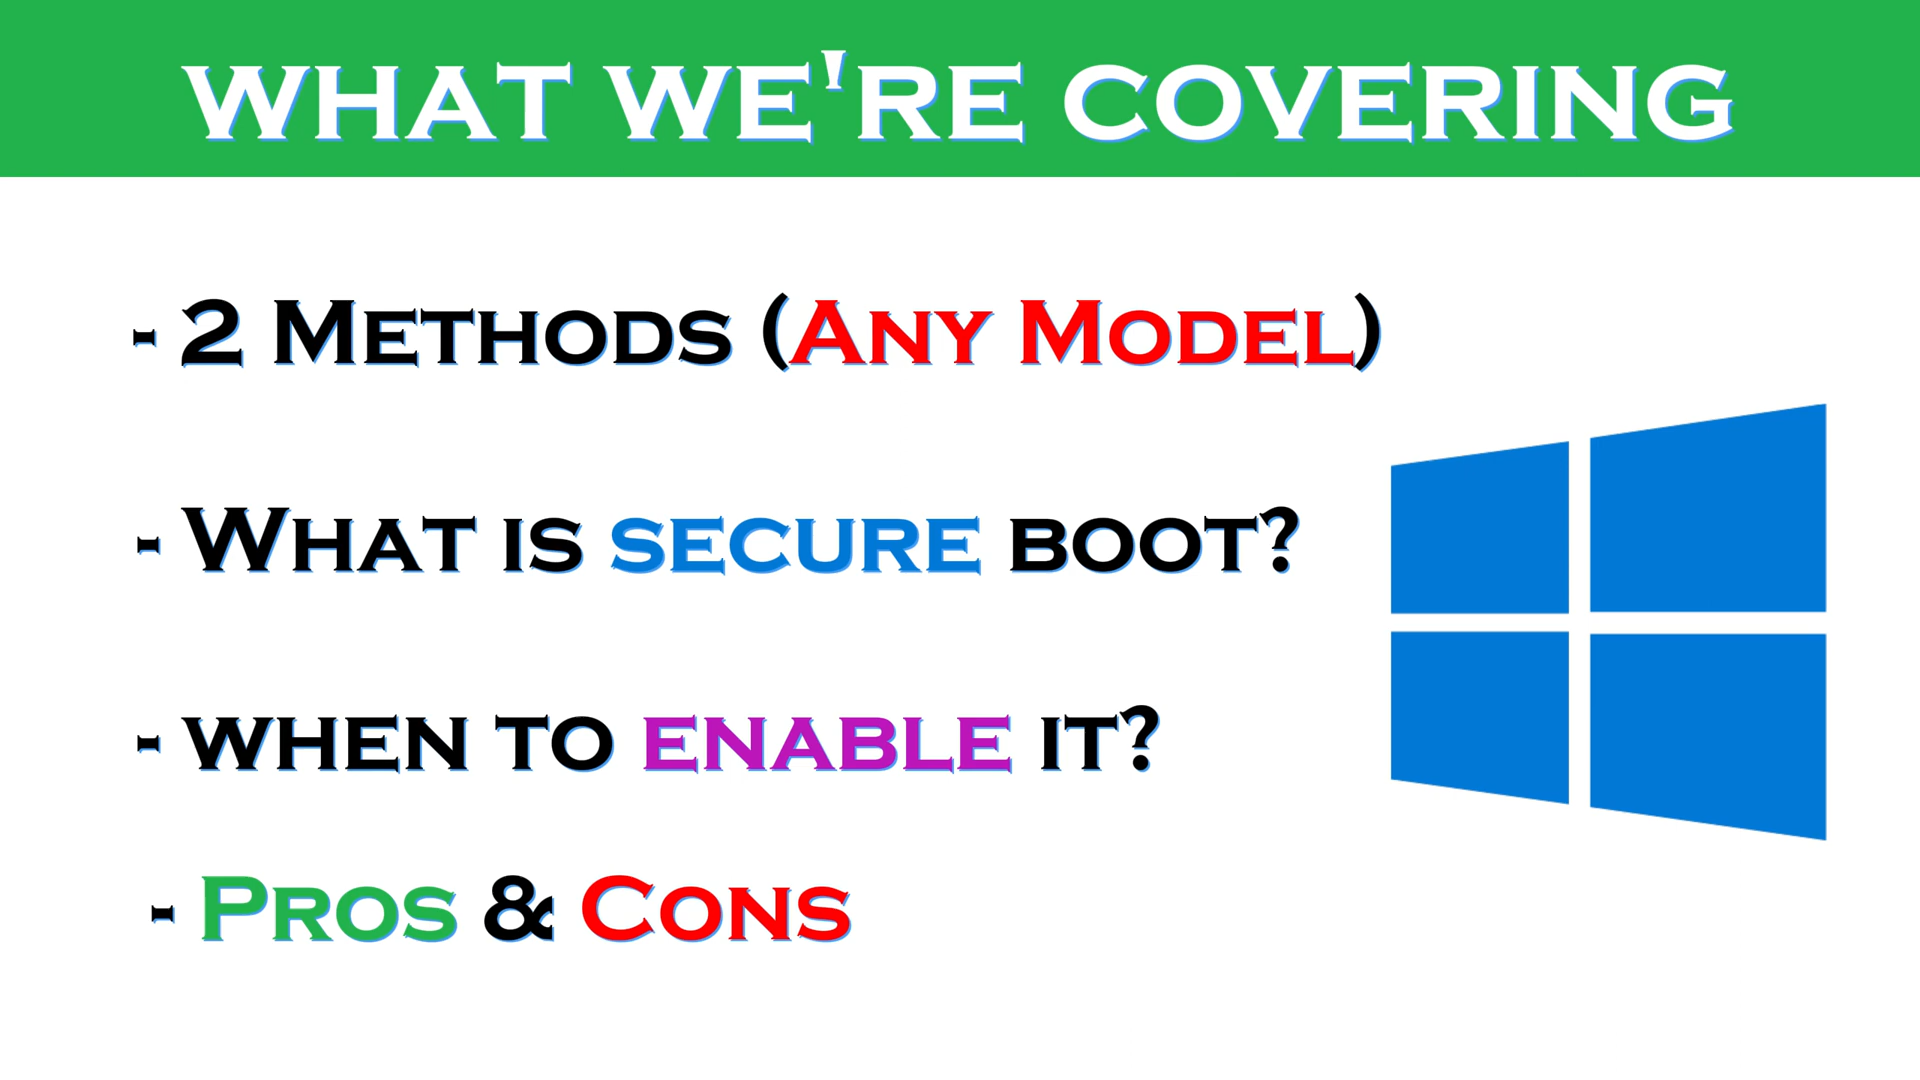 WHAT WE'RE COVERING
- 2 METHODS (ANY MODEL)
- WHAT IS SECURE BOOT?
- WHEN TO ENABLE IT?
- PROS & CONS